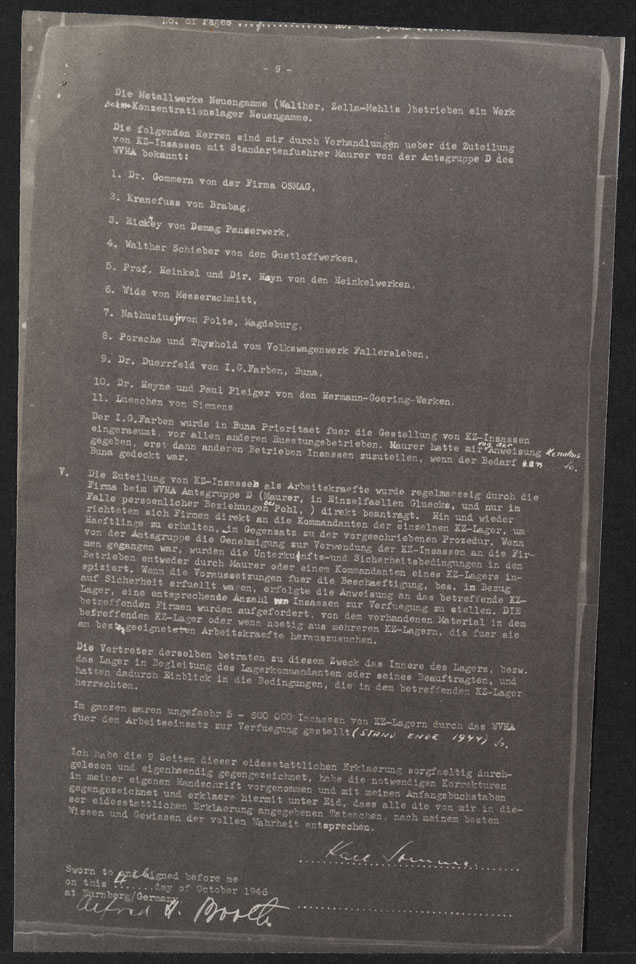 No. of Pages
- 9 -
Die Metallwerke Neuengamme (Walther, Zella-Mehlis )betrieben ein Werk
beim Konzentrationslager Neuengamme.
Die folgenden Herren sind mir durch Verhandlungen ueber die Zuteilung
von KZ-Insassen mit Standartenfuehrer Maurer von der Amtsgruppe D des
WVHA bekannt:
1. Dr. Gommern von der Firma OSMAG,
2. Kranefuss von Brabag,
3. Rickey von Demag Panzerwerk,
4. Walther Schieber von den Gustloffwerken,
5. Prof. Heinkel und Dir. Hayn von den Heinkelwerken,
6. Wide von Messerschmitt,
7. Nathusius von Polte, Magdeburg,
8. Porsche und Thyrhold vom Volkswagenwerk Fallersleben,
9. Dr. Duerrfeld von I.G.Farben, Buna,
10. Dr. Heyne und Paul Pleiger von den Hermann-Goering-Werken.
11. Lueschen von Siemens
Der I.G.Farben wurde in Buna Prioritaet fuer die Gestellung von KZ-Insassen
eingeraeumt, vor allen anderen Ruestungsbetrieben. Maurer hatte mir Anweisung
gegeben, erst dann anderen Betrieben Insassen zuzuteilen, wenn der Bedarf von So.
Buna gedeckt war.
V. Die Zuteilung von KZ-Insassen als Arbeitskraefte wurde regelmaessig durch die
Firma beim WVHA Amtsgruppe D (Maurer, in Einzelfaellen Gluecks, und nur im
Falle persoenlicher Beziehungen bei Pohl, ) direkt beantragt. Hin und wieder
richteten sich Firmen direkt an die Kommandanten der einzelnen KZ-Lager, um
Haeftlinge zu erhalten, im Gegensatz zu der vorgeschriebenen Prozedur. Wenn
von der Amtsgruppe die Genehmigung zur Verwendung der KZ-Insassen an die Fir-
men gegangen war, wurden die Unterkunfts-und Sicherheitsbedingungen in den
Betrieben entweder durch Maurer oder einem Kommandanten eines KZ-Lagers in-
spiziert. Wenn die Voraussetzungen fuer die Beschaeftigung, bes. in Bezug
auf Sicherheit erfuellt waren, erfolgte die Anweisung an das betreffende KZ-
Lager, eine entsprechende Anzahl von Insassen zur Verfuegung zu stellen. DIE
betreffenden Firmen wurden aufgefordert, von dem vorhandenen Material in dem
befreffenden KZ-Lager oder wenn noetig aus mehreren KZ-Lagern, die fuer sie
am best geeigneten Arbeitskraefte herauszusuchen.
Die Vertreter derselben betraten zu diesem Zweck das Innere des Lagers, bezw.
das Lager in Begleitung des Lagerkommandanten oder seines Beauftragten, und
hatten dadurch Einblick in die Bedingungen, die in dem betreffenden KZ-Lager
herrschten.
Im ganzen waren ungefaehr 5 - 600 000 Insassen von KZ-Lagern durch das WVHA
fuer den Arbeitseinsatz zur Verfuegung gestellt (STAND ENDE 1944) So.
Ich habe die 9 Seiten dieser eidesstattlichen Erklaerung sorgfaeltig durch-
gelesen und eigenhaendig gegengezeichnet, habe die notwendigen Korrekturen
in meiner eigenen Handschrift vorgenommen und mit meinen Anfangsbuchstaben
gegengezeichnet und erklaere hiermit unter Eid, dass alle die von mir in die-
ser eidesstattlichen Erklaerung angegebenen Tatsachen, nach meinem besten
Wissen und Gewissen der vollen Wahrheit entsprechen.
Karl Sommer
Sworn to and signed before me
on this 4th day of October 1946
at Nurnberg/Germany
Alfred H. Booth